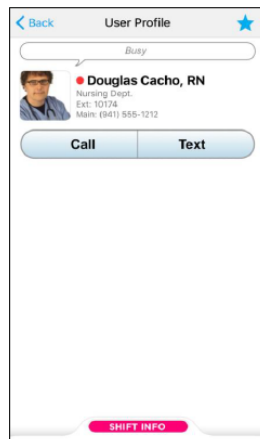 Back
User Profile
Busy
Douglas Cacho, RN
Nursing Dept.
Ext: 10174
Main: (941) 555-1212
Call
Text
SHIFT INFO